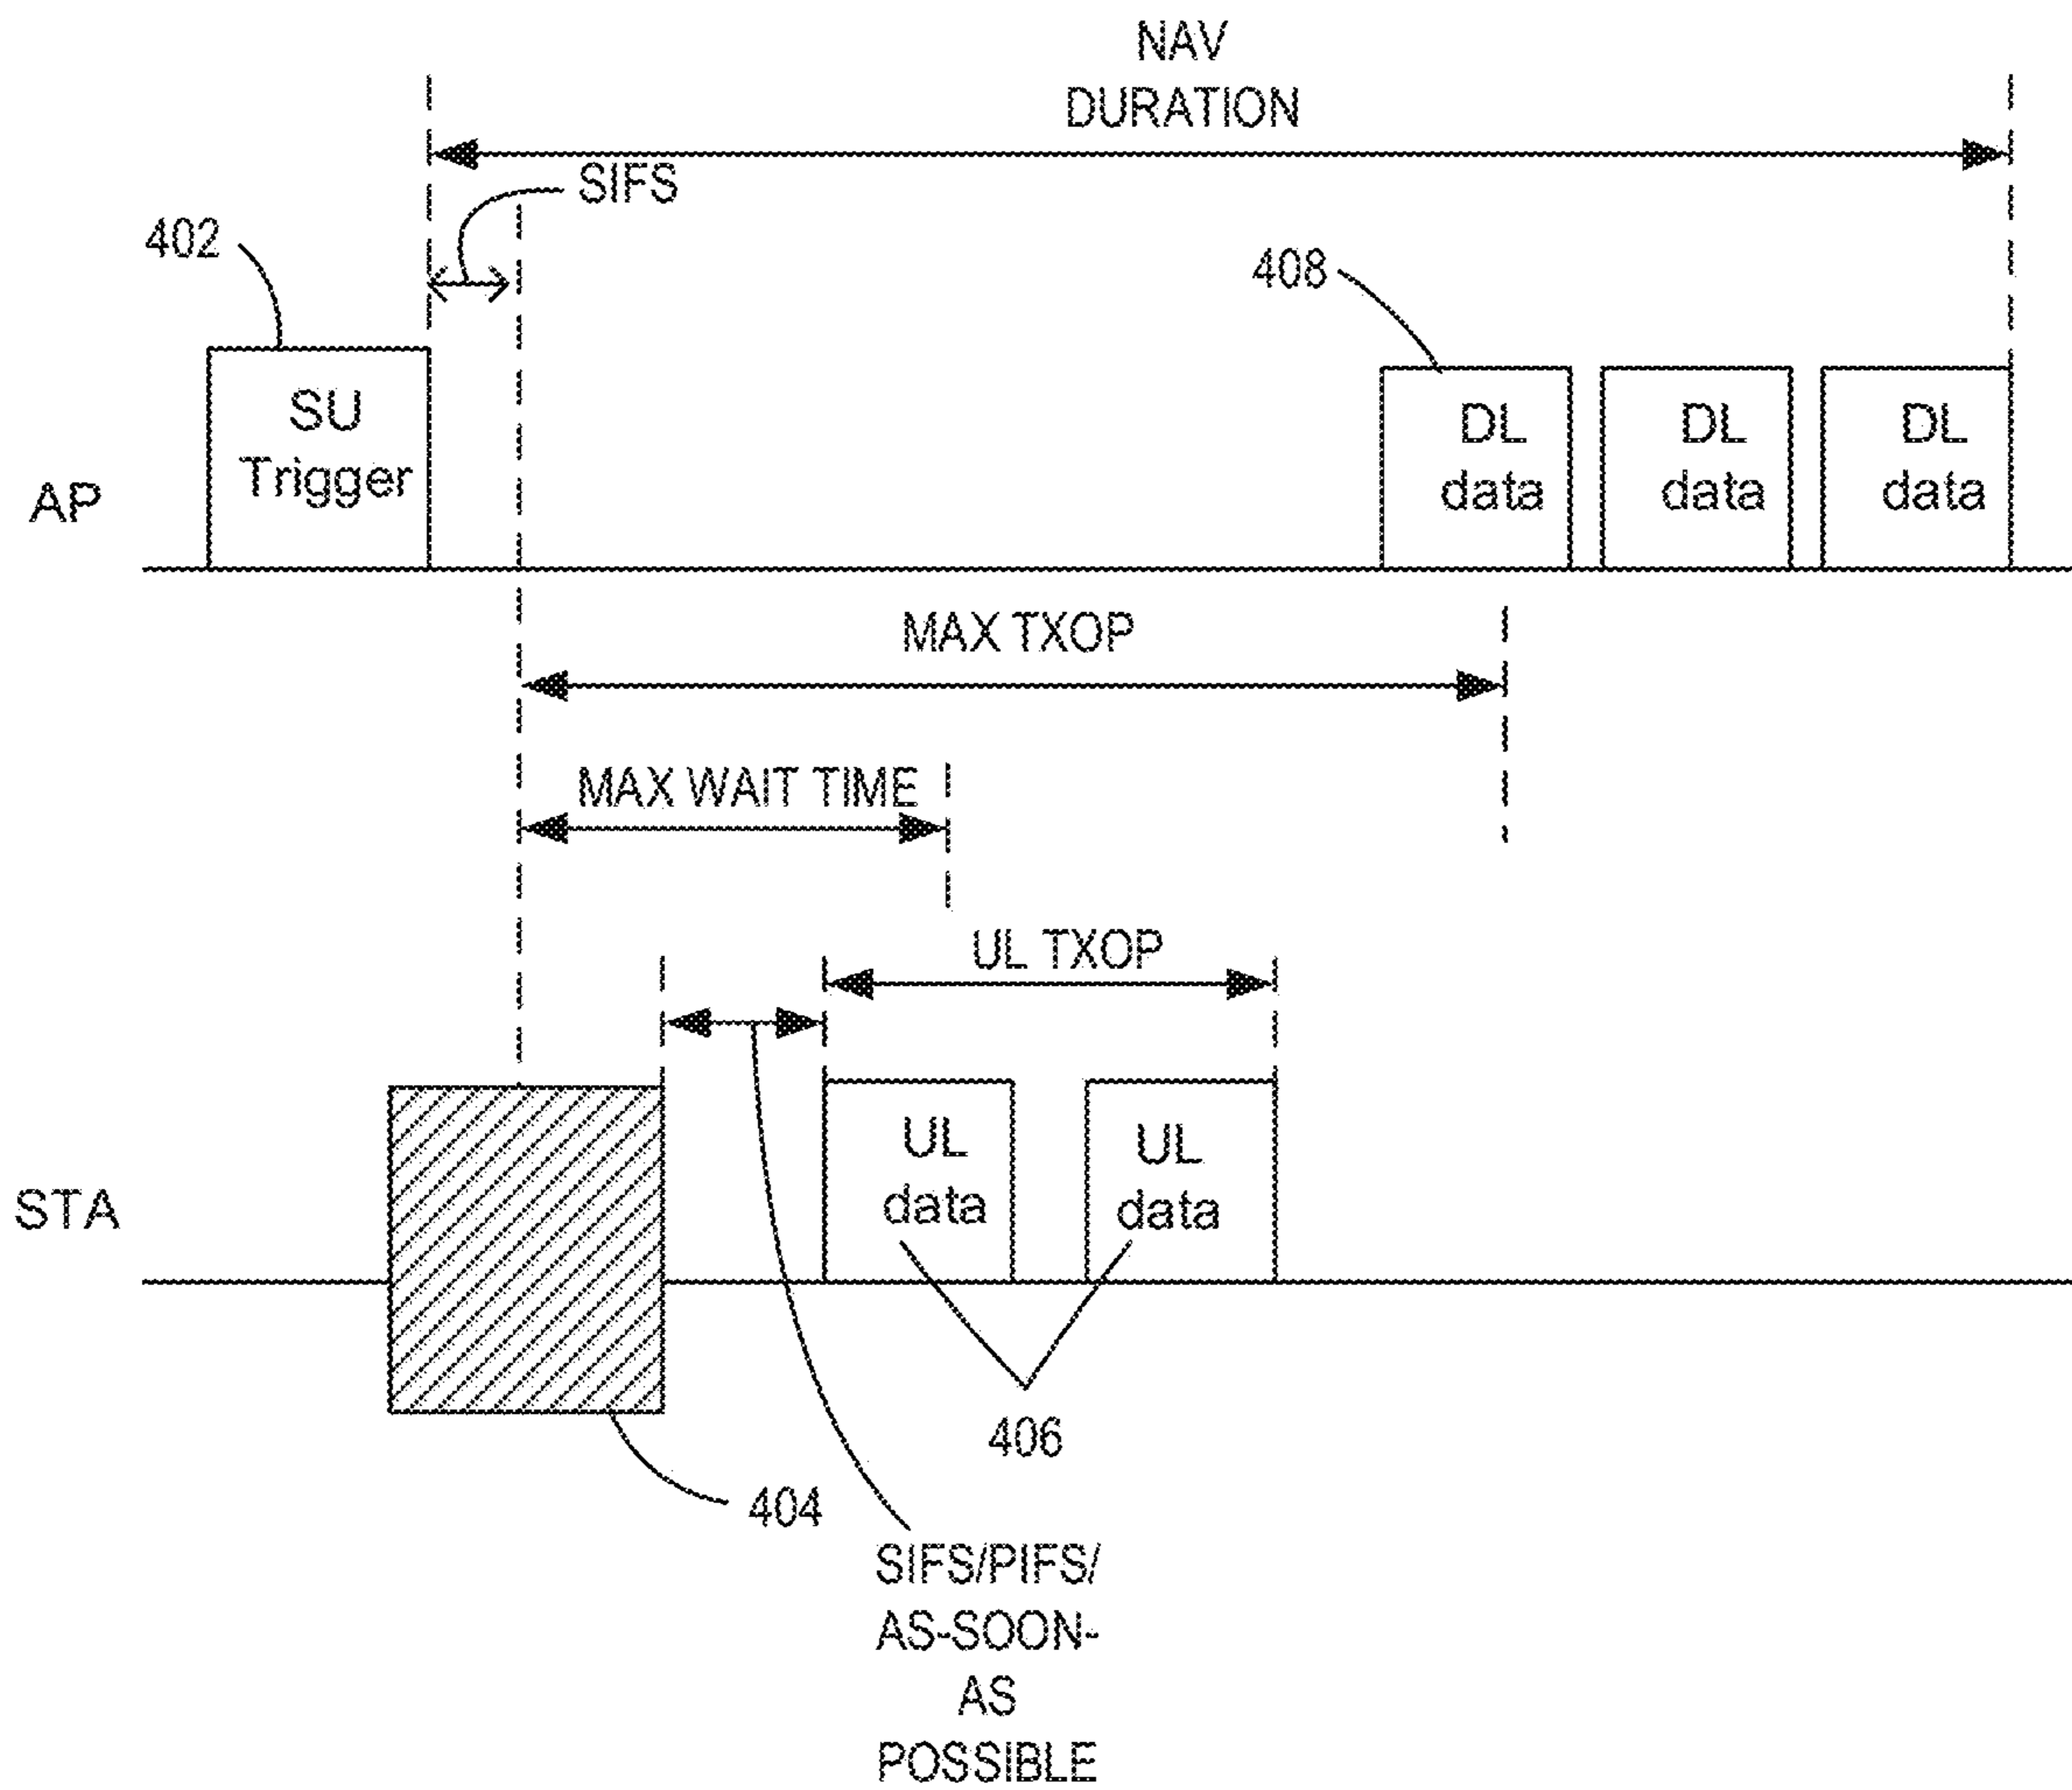 NAV
DURATION
SIFS
402
408
SU
Trigger
DL
data
DL
data
DL
data
AP
MAX TXOP
MAX WAIT TIME
UL TXOP
UL
data
UL
data
STA
406
404
SIFS/PIFS/
AS-SOON-
AS
POSSIBLE